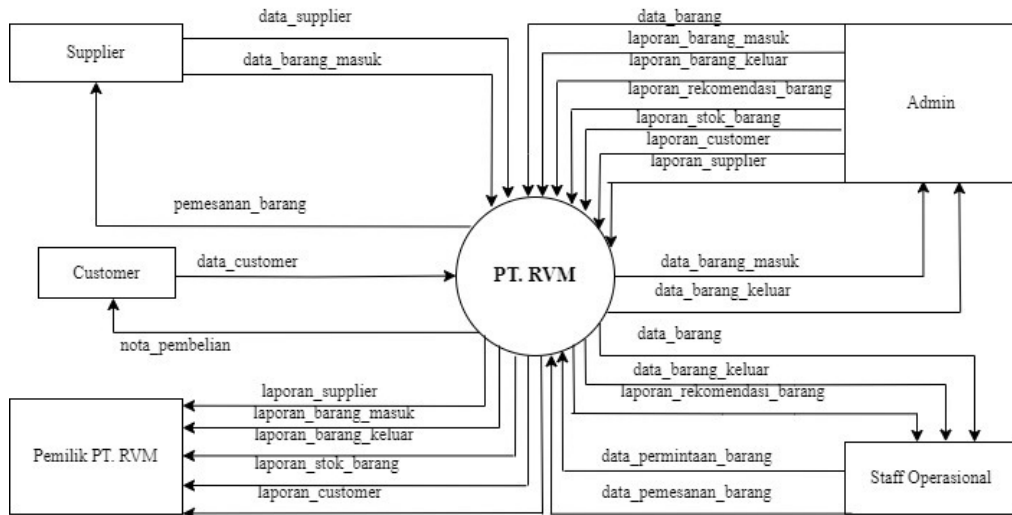 data_supplier
Supplier
data_barang_masuk
data_barang
laporan_barang_masuk
laporan_barang_keluar
laporan_rekomendasi_barang
Admin
laporan_stok_barang
laporan_customer
laporan_supplier
pemesanan_barang
PT. RVM
Customer
data_customer
nota_pembelian
data_barang_masuk
data_barang_keluar
data_barang
data_barang_keluar
laporan_rekomendasi_barang
laporan_supplier
laporan_barang_masuk
laporan_barang_keluar
laporan_stok_barang
laporan_customer
Pemilik PT. RVM
data_permintaan_barang
data_pemesanan_barang
Staff Operasional